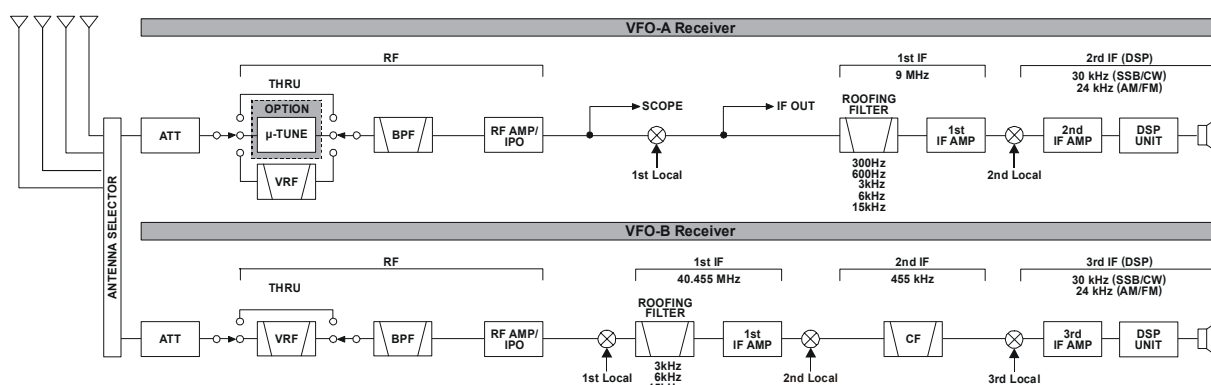 VFO-A Receiver
RF
1st IF
9 MHz
2rd IF (DSP)
30 kHz (SSB/CW)
24 kHz (AM/FM)
THRU
OPTION
µ-TUNE
VRF
ATT
BPF
RF AMP/
IPO
SCOPE
1st Local
IF OUT
ROOFING
FILTER
300Hz
600Hz
3kHz
6kHz
15kHz
1st
IF AMP
2nd Local
2nd
IF AMP
DSP
UNIT
ANTENNA SELECTOR
VFO-B Receiver
RF
1st IF
40.455 MHz
2nd IF
455 kHz
3rd IF (DSP)
30 kHz (SSB/CW)
24 kHz (AM/FM)
THRU
ATT
VRF
BPF
RF AMP/
IPO
1st Local
ROOFING
FILTER
3kHz
6kHz
1st
IF AMP
2nd Local
CF
3rd Local
3rd
IF AMP
DSP
UNIT